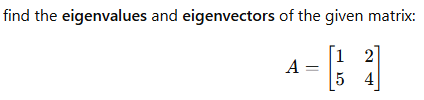 find the eigenvalues and eigenvectors of the given matrix:
A = [1 2
5 4]